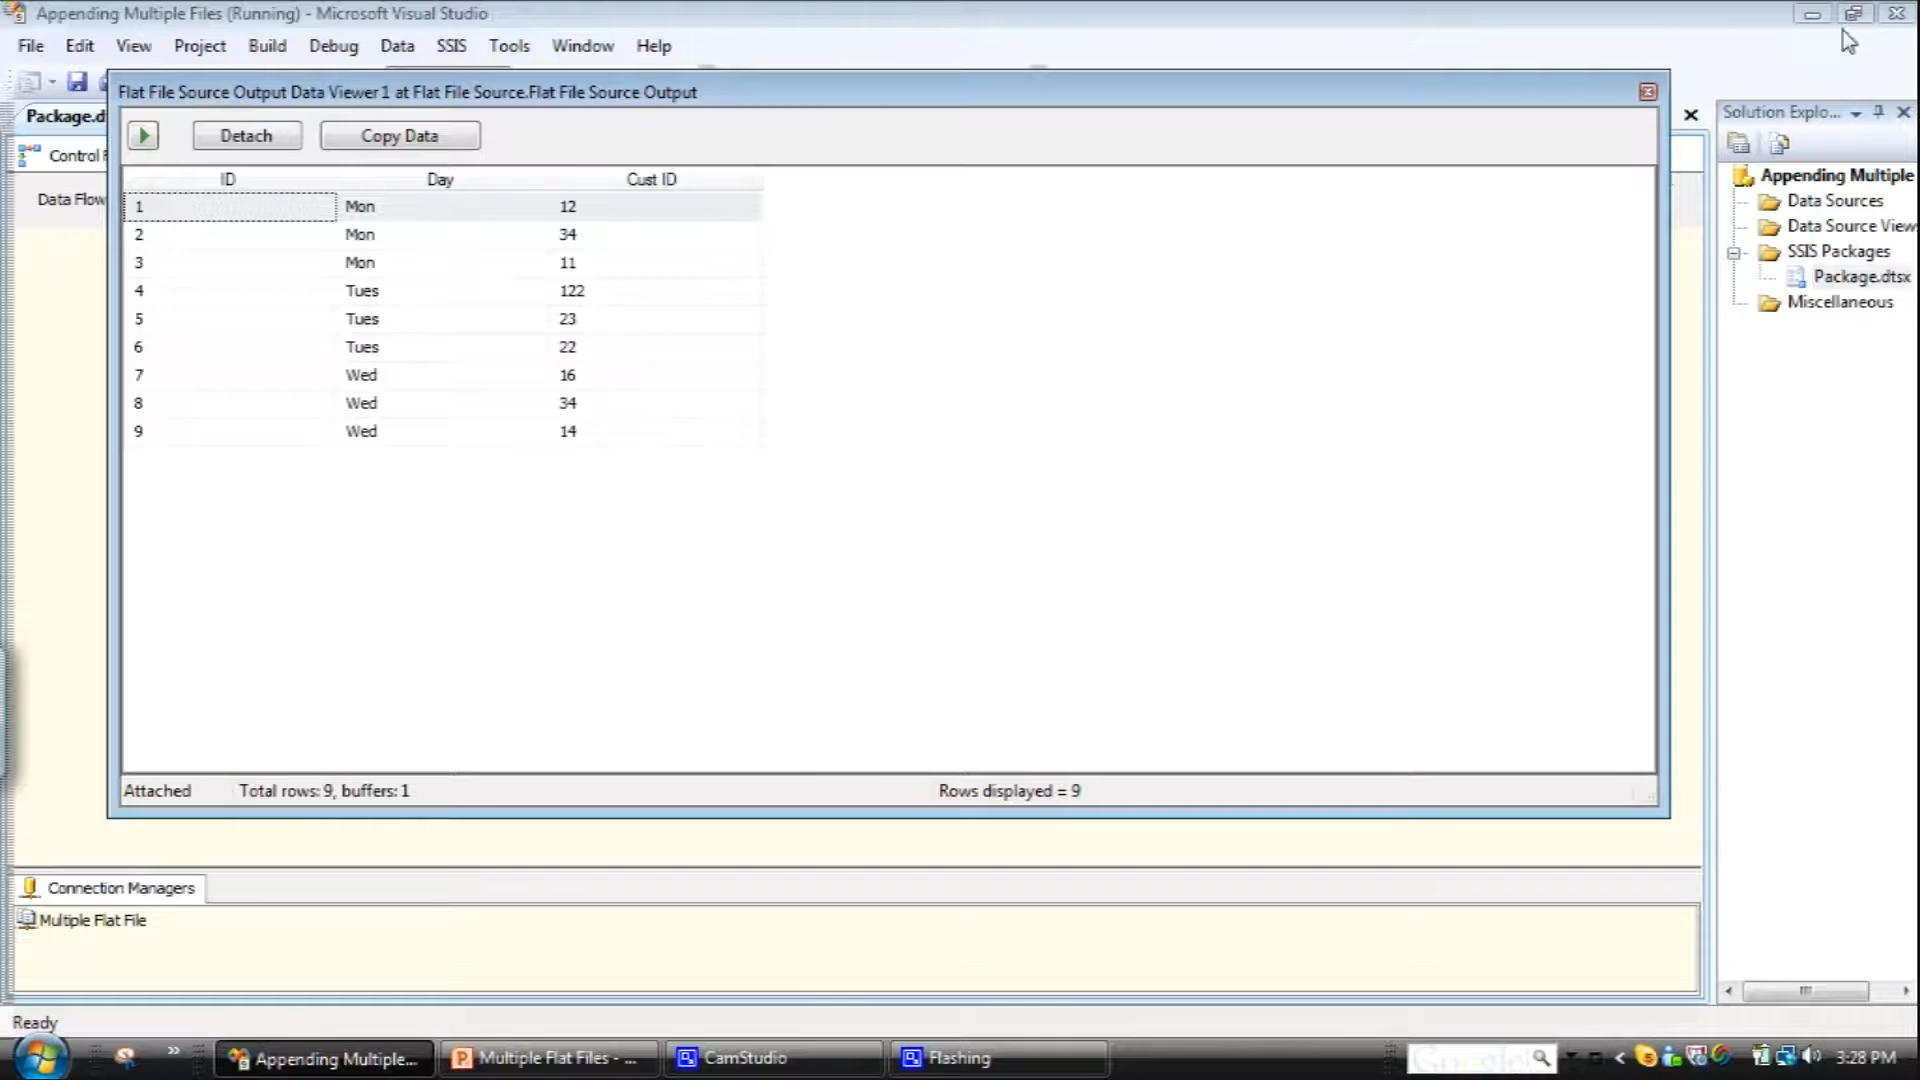 Appending Multiple Files (Running) - Microsoft Visual Studio
File Edit View Project Build Debug Data SSIS Tools Window Help
Flat File Source Output Data Viewer 1 at Flat File Source.Flat File Source Output
Package.d
Solution Explo...
Detach Copy Data
Control
Data Flow
ID Day Cust ID
1 Mon 12
2 Mon 34
3 Mon 11
4 Tues 122
5 Tues 23
6 Tues 22
7 Wed 16
8 Wed 34
9 Wed 14
Appending Multiple
Data Sources
Data Source View
SSIS Packages
Package.dtsx
Miscellaneous
Attached Total rows: 9, buffers: 1 Rows displayed = 9
Connection Managers
Multiple Flat File
Ready
Appending Multiple... Multiple Flat Files - ... CamStudio Flashing Google 3:28 PM